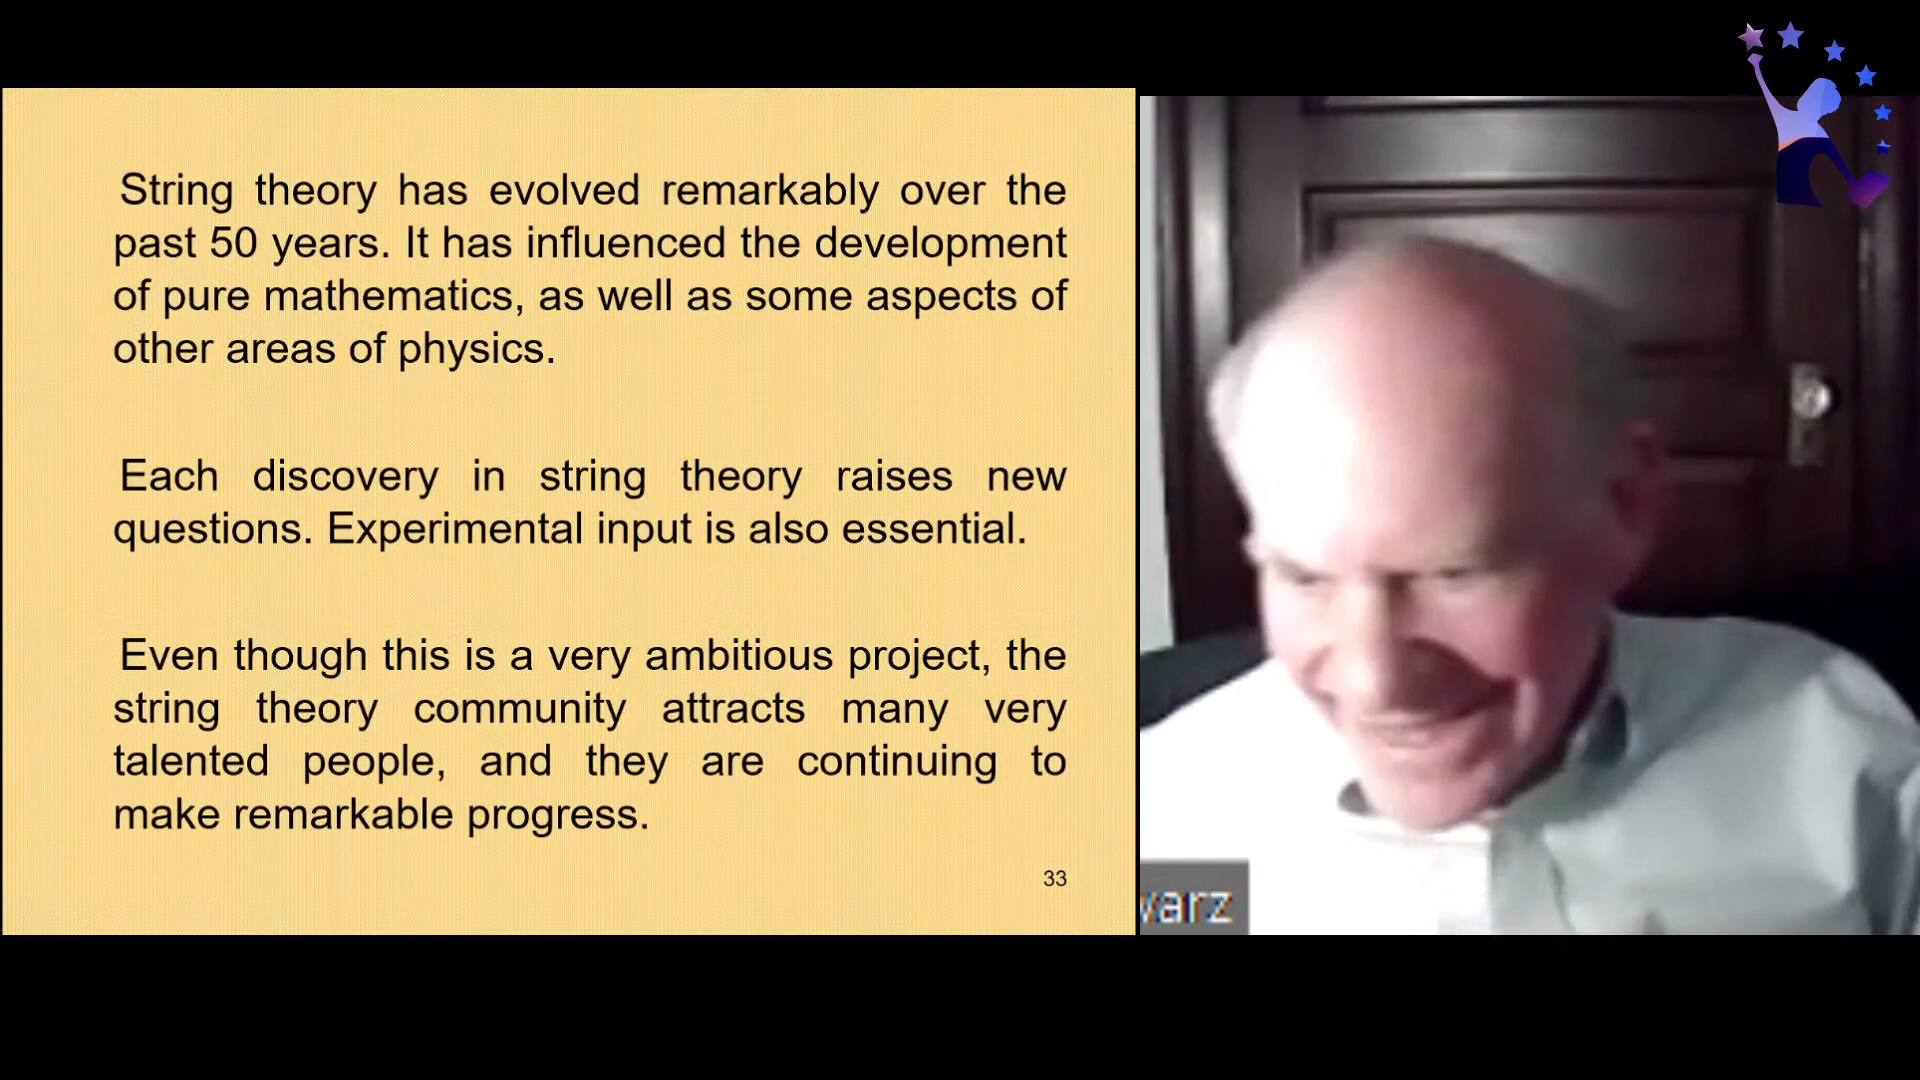 String theory has evolved remarkably over the
past 50 years. It has influenced the development
of pure mathematics, as well as some aspects of
other areas of physics.
Each discovery in string theory raises new
questions. Experimental input is also essential.
Even though this is a very ambitious project, the
string theory community attracts many very
talented people, and they are continuing to
make remarkable progress.
33
warz